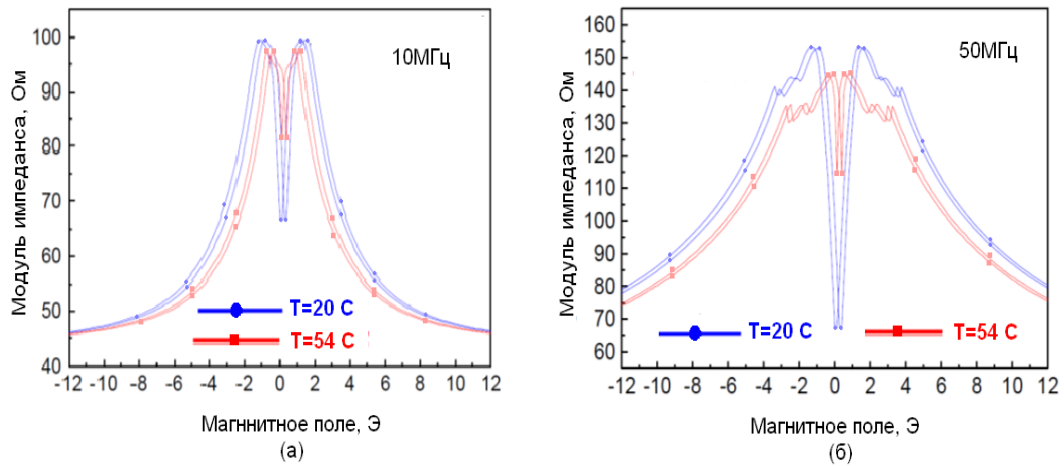 100
90
80
70
60
50
40
Модуль импеданса, Ом
10МГц
T=20 C
T=54 C
-12 -10 -8 -6 -4 -2 0 2 4 6 8 10 12
Магннитное поле, Э
(а)
160
150
140
130
120
110
100
90
80
70
60
Модуль импеданса, Ом
50МГц
T=20 C
T=54 C
-12 -10 -8 -6 -4 -2 0 2 4 6 8 10 12
Магнитное поле, Э
(б)